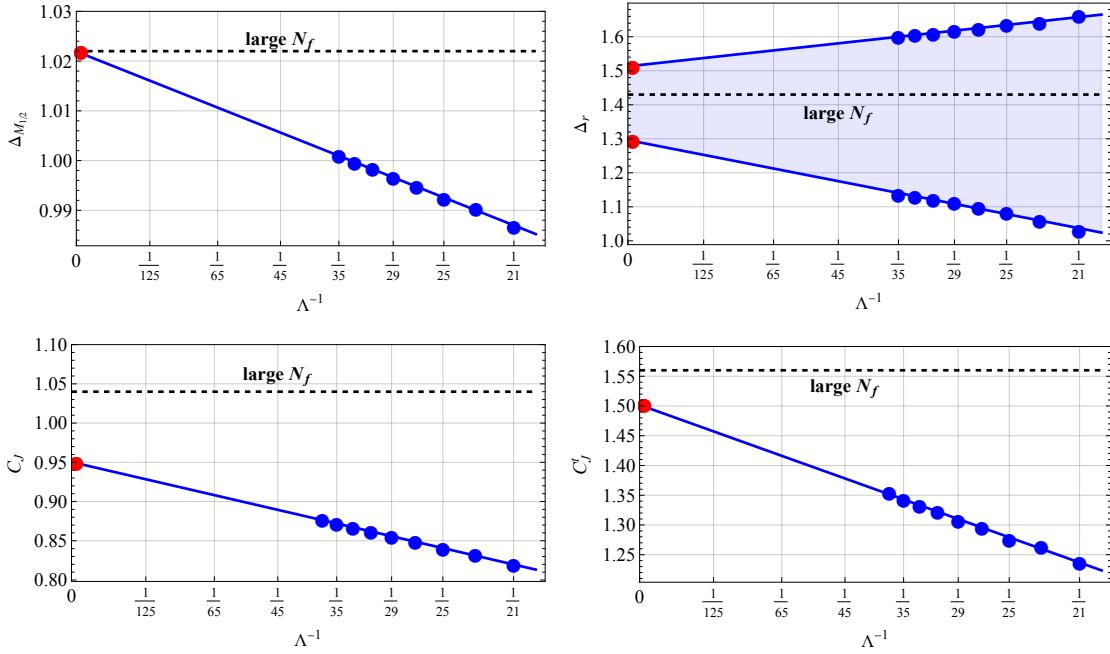 1.03
1.02
1.01
1.00
0.99
Δ_{M_{1/2}}
large N_f
0 1/125 1/65 1/45 1/35 1/29 1/25 1/21
Λ^{-1}
1.6
1.5
1.4
1.3
1.2
1.1
1.0
Δ_r
large N_f
0 1/125 1/65 1/45 1/35 1/29 1/25 1/21
Λ^{-1}
1.10
1.05
1.00
0.95
0.90
0.85
0.80
C_J
large N_f
0 1/125 1/65 1/45 1/35 1/29 1/25 1/21
Λ^{-1}
1.60
1.55
1.50
1.45
1.40
1.35
1.30
1.25
C_J^t
large N_f
0 1/125 1/65 1/45 1/35 1/29 1/25 1/21
Λ^{-1}